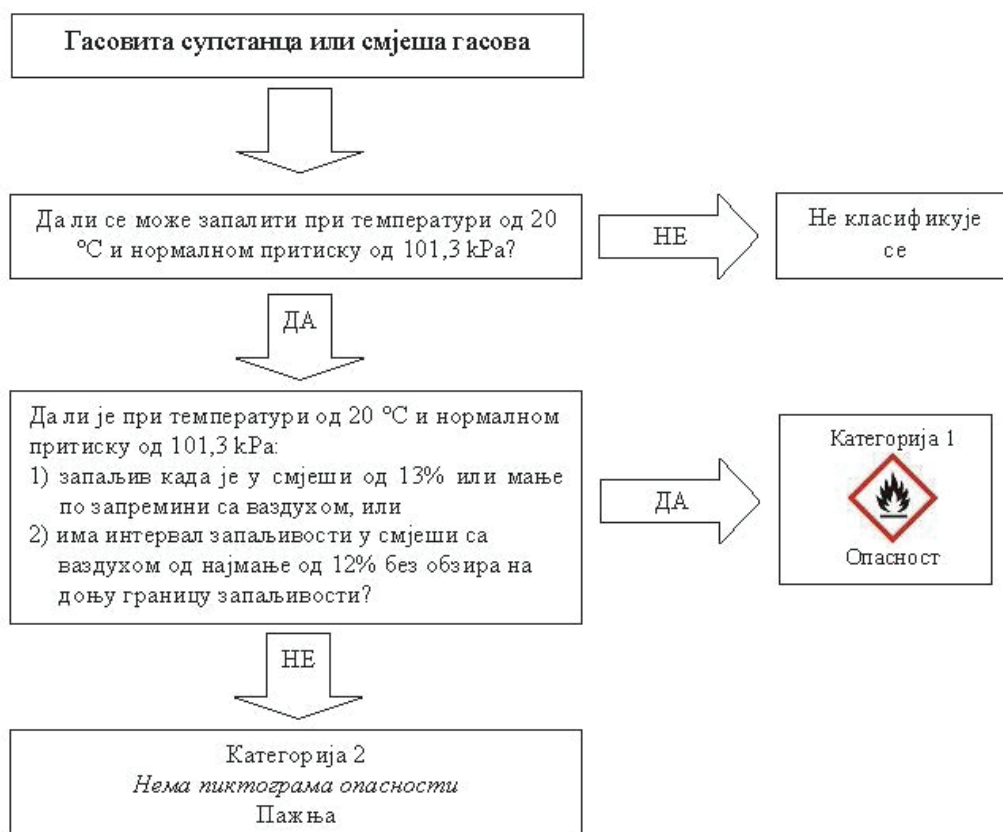 Гасовита супстанца или смјеша гасова
Да ли се може запалити при температури од 20
°C и нормалном притиску од 101,3 kPa?
НЕ
Не класификује
се
ДА
Да ли је при температури од 20 °C и нормалном
притиску од 101,3 kPa:
1) запаљив када је у смјеши од 13% или мање
по запремини са ваздухом, или
2) има интервал запаљивости у смјеши са
ваздухом од најмање од 12% без обзира на
доњу границу запаљивости?
ДА
Категорија 1
Опасност
НЕ
Категорија 2
Нема пиктограма опасности
Пажња